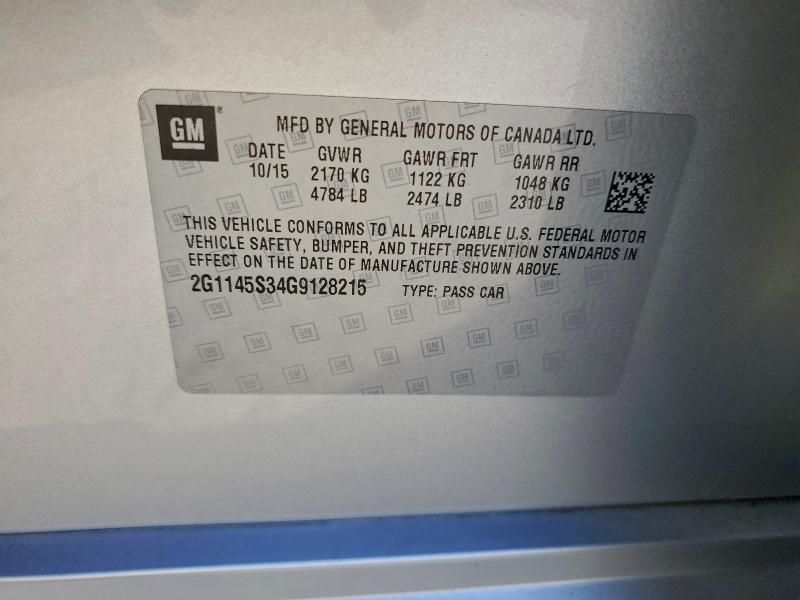 GM
MFD BY GENERAL MOTORS OF CANADA LTD.
DATE GVWR GAWR FRT GAWR RR
10/15 2170 KG 1122 KG 1048 KG
4784 LB 2474 LB 2310 LB
THIS VEHICLE CONFORMS TO ALL APPLICABLE U.S. FEDERAL MOTOR
VEHICLE SAFETY, BUMPER, AND THEFT PREVENTION STANDARDS IN
EFFECT ON THE DATE OF MANUFACTURE SHOWN ABOVE.
2G1145S34G9128215 TYPE: PASS CAR